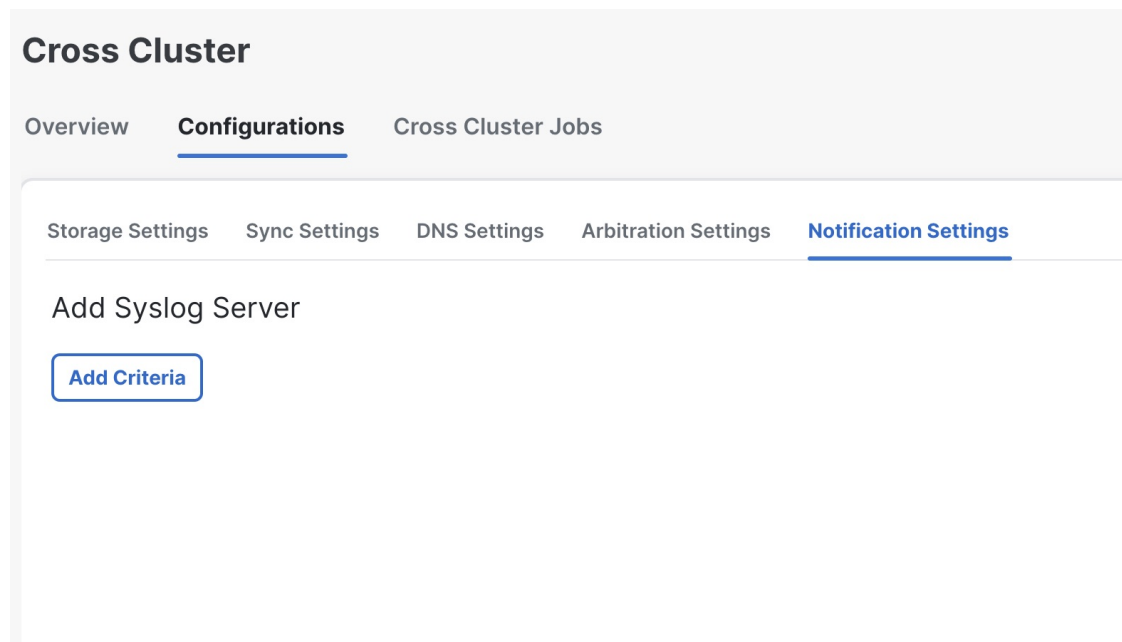 Cross Cluster
Overview Configurations Cross Cluster Jobs
Storage Settings Sync Settings DNS Settings Arbitration Settings Notification Settings
Add Syslog Server
Add Criteria